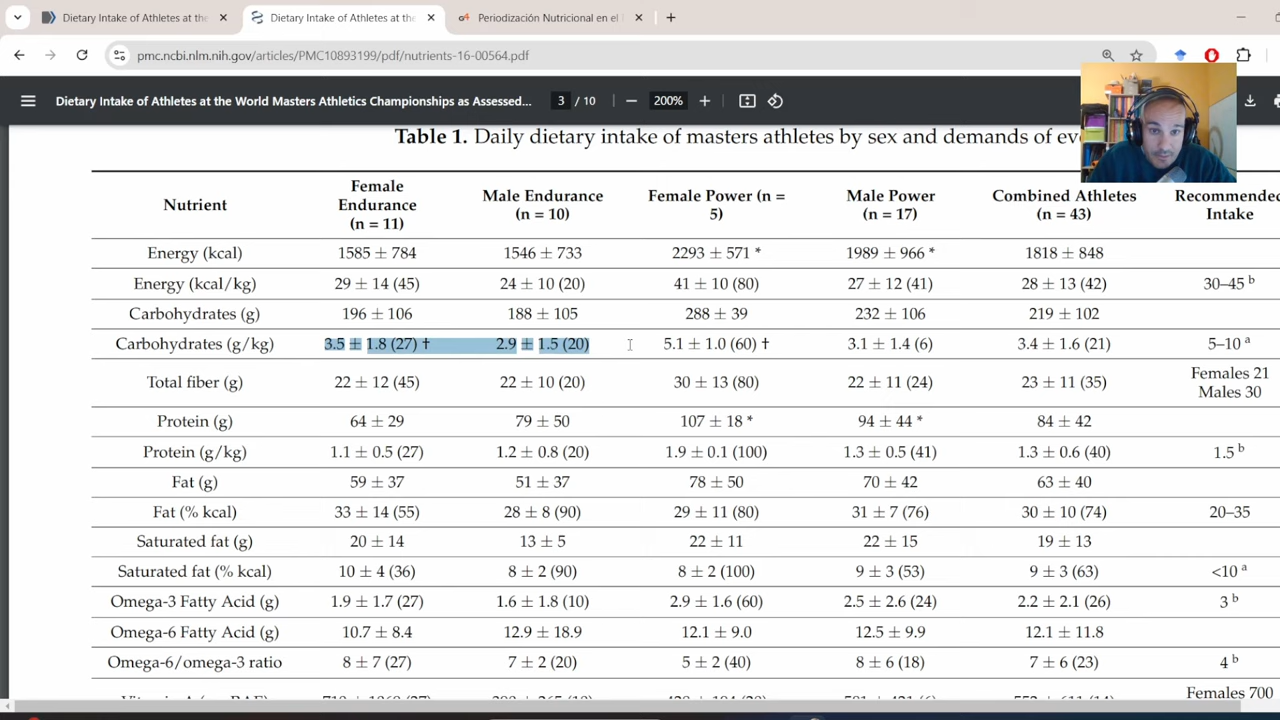 Dietary Intake of Athletes at the
Dietary Intake of Athletes at the
Periodización Nutricional en el
pmc.ncbi.nlm.nih.gov/articles/PMC10893199/pdf/nutrients-16-00564.pdf
Dietary Intake of Athletes at the World Masters Athletics Championships as Assessed... 3 / 10 200%
Table 1. Daily dietary intake of masters athletes by sex and demands of
Nutrient Female Endurance (n = 11) Male Endurance (n = 10) Female Power (n = 5) Male Power (n = 17) Combined Athletes (n = 43) Recommended Intake
Energy (kcal) 1585 ± 784 1546 ± 733 2293 ± 571 * 1989 ± 966 * 1818 ± 848
Energy (kcal/kg) 29 ± 14 (45) 24 ± 10 (20) 41 ± 10 (80) 27 ± 12 (41) 28 ± 13 (42) 30–45 b
Carbohydrates (g) 196 ± 106 188 ± 105 288 ± 39 232 ± 106 219 ± 102
Carbohydrates (g/kg) 3.5 ± 1.8 (27) † 2.9 ± 1.5 (20) 5.1 ± 1.0 (60) † 3.1 ± 1.4 (6) 3.4 ± 1.6 (21) 5–10 a
Total fiber (g) 22 ± 12 (45) 22 ± 10 (20) 30 ± 13 (80) 22 ± 11 (24) 23 ± 11 (35) Females 21 Males 30
Protein (g) 64 ± 29 79 ± 50 107 ± 18 * 94 ± 44 * 84 ± 42
Protein (g/kg) 1.1 ± 0.5 (27) 1.2 ± 0.8 (20) 1.9 ± 0.1 (100) 1.3 ± 0.5 (41) 1.3 ± 0.6 (40) 1.5 b
Fat (g) 59 ± 37 51 ± 37 78 ± 50 70 ± 42 63 ± 40
Fat (% kcal) 33 ± 14 (55) 28 ± 8 (90) 29 ± 11 (80) 31 ± 7 (76) 30 ± 10 (74) 20–35
Saturated fat (g) 20 ± 14 13 ± 5 22 ± 11 22 ± 15 19 ± 13
Saturated fat (% kcal) 10 ± 4 (36) 8 ± 2 (90) 8 ± 2 (100) 9 ± 3 (53) 9 ± 3 (63) <10 a
Omega-3 Fatty Acid (g) 1.9 ± 1.7 (27) 1.6 ± 1.8 (10) 2.9 ± 1.6 (60) 2.5 ± 2.6 (24) 2.2 ± 2.1 (26) 3 b
Omega-6 Fatty Acid (g) 10.7 ± 8.4 12.9 ± 18.9 12.1 ± 9.0 12.5 ± 9.9 12.1 ± 11.8
Omega-6/omega-3 ratio 8 ± 7 (27) 7 ± 2 (20) 5 ± 2 (40) 8 ± 6 (18) 7 ± 6 (23) 4 b
Females 700